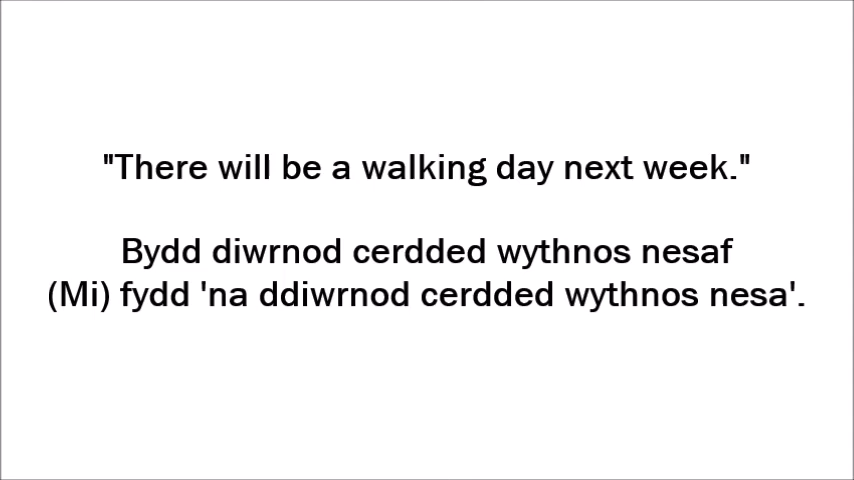 "There will be a walking day next week."
Bydd diwrnod cerdded wythnos nesaf
(Mi) fydd 'na ddiwrnod cerdded wythnos nesa'.